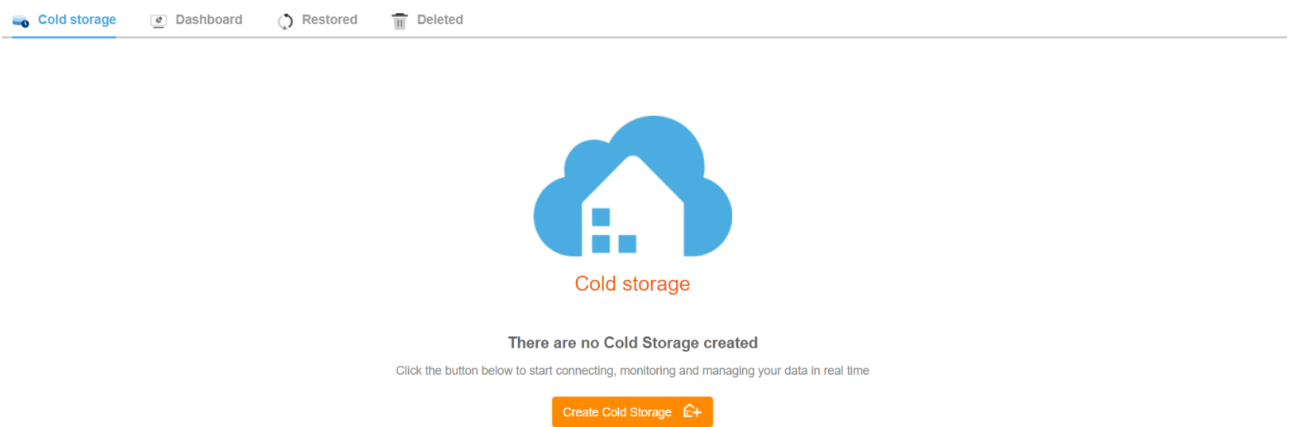 Cold storage Dashboard Restored Deleted
Cold storage
There are no Cold Storage created
Click the button below to start connecting, monitoring and managing your data in real time
Create Cold Storage